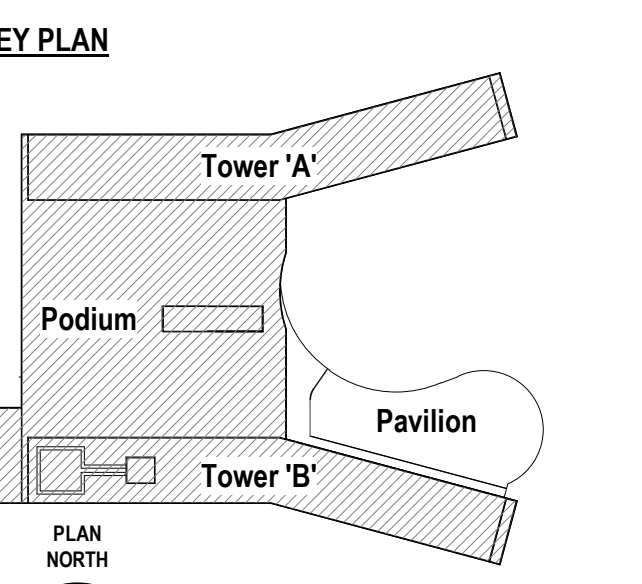 EY PLAN
Tower 'A'
Podium
Pavilion
Tower 'B'
PLAN
NORTH